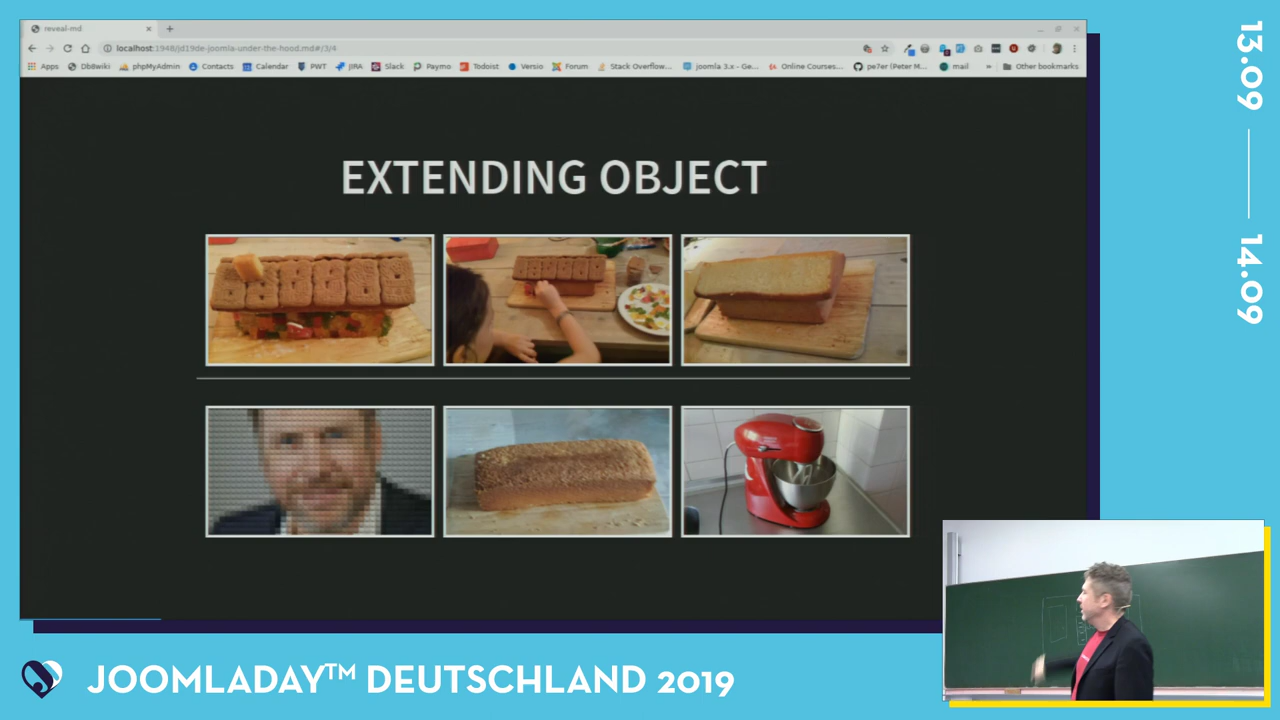 reveal-md
localhost:1948/jd19de-joomla-under-the-hood.md#/3/4
Apps Db8wiki phpMyAdmin Contacts Calendar PWT JIRA Slack Paymo Todoist Versio Forum Stack Overflow... joomla 3.x - Ge... Online Courses... pe7er (Peter M... mail » Other bookmarks
EXTENDING OBJECT
13.09
14.09
JOOMLADAY™ DEUTSCHLAND 2019